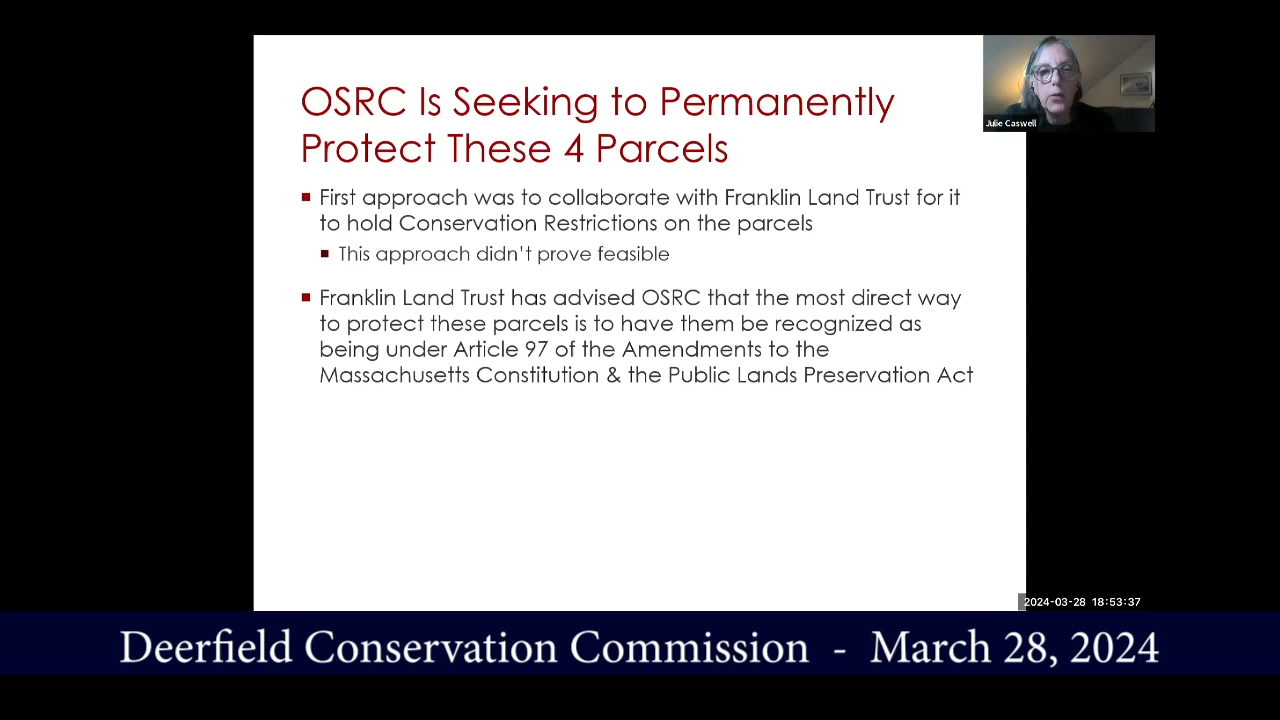 OSRC Is Seeking to Permanently
Protect These 4 Parcels
First approach was to collaborate with Franklin Land Trust for it
to hold Conservation Restrictions on the parcels
This approach didn't prove feasible
Franklin Land Trust has advised OSRC that the most direct way
to protect these parcels is to have them be recognized as
being under Article 97 of the Amendments to the
Massachusetts Constitution & the Public Lands Preservation Act
Julie Caswell
2024-03-28 18:53:37
Deerfield Conservation Commission - March 28, 2024